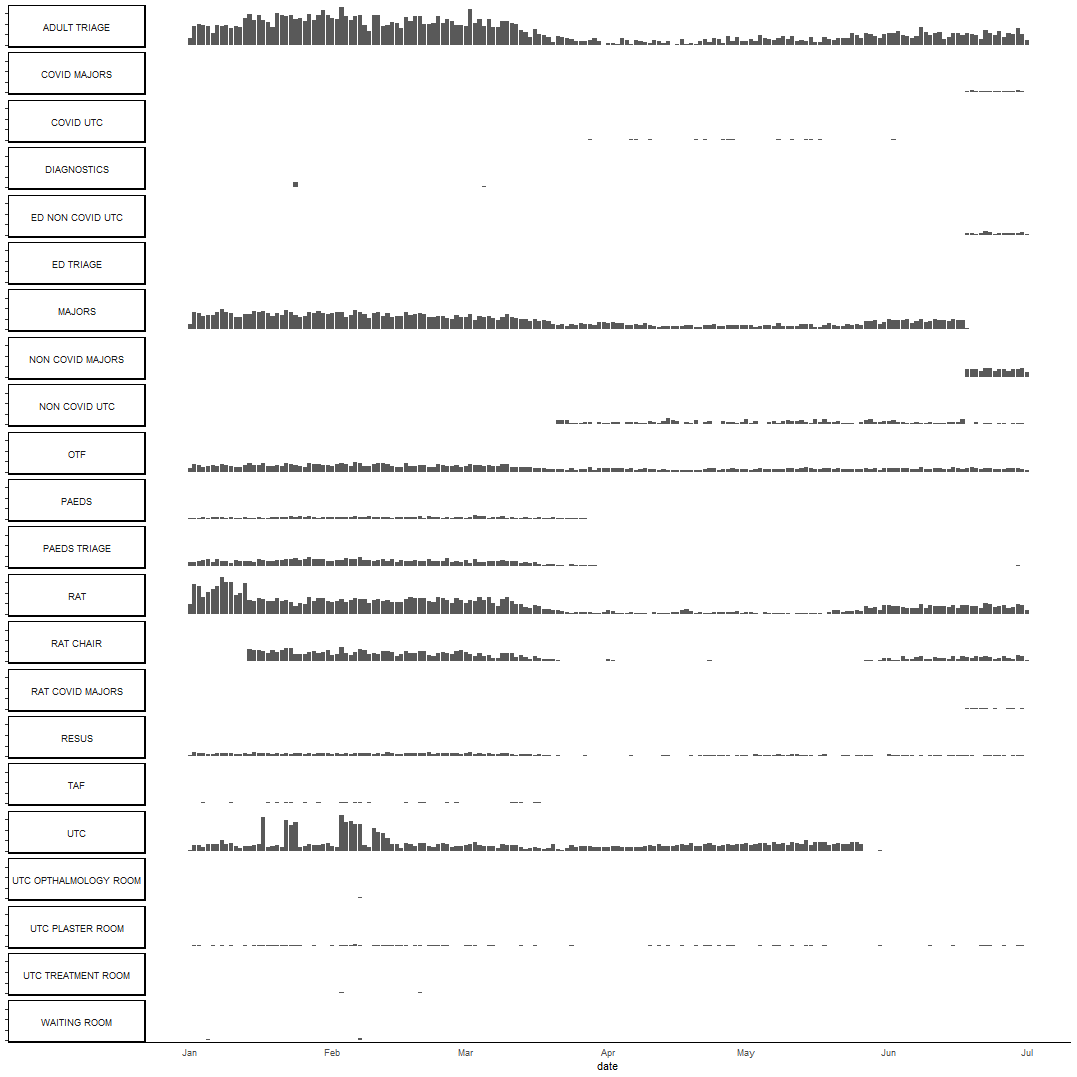 ADULT TRIAGE
COVID MAJORS
COVID UTC
DIAGNOSTICS
ED NON COVID UTC
ED TRIAGE
MAJORS
NON COVID MAJORS
NON COVID UTC
OTF
PAEDS
PAEDS TRIAGE
RAT
RAT CHAIR
RAT COVID MAJORS
RESUS
TAF
UTC
UTC OPTHALMOLOGY ROOM
UTC PLASTER ROOM
UTC TREATMENT ROOM
WAITING ROOM
Jan Feb Mar Apr May Jun Jul
date